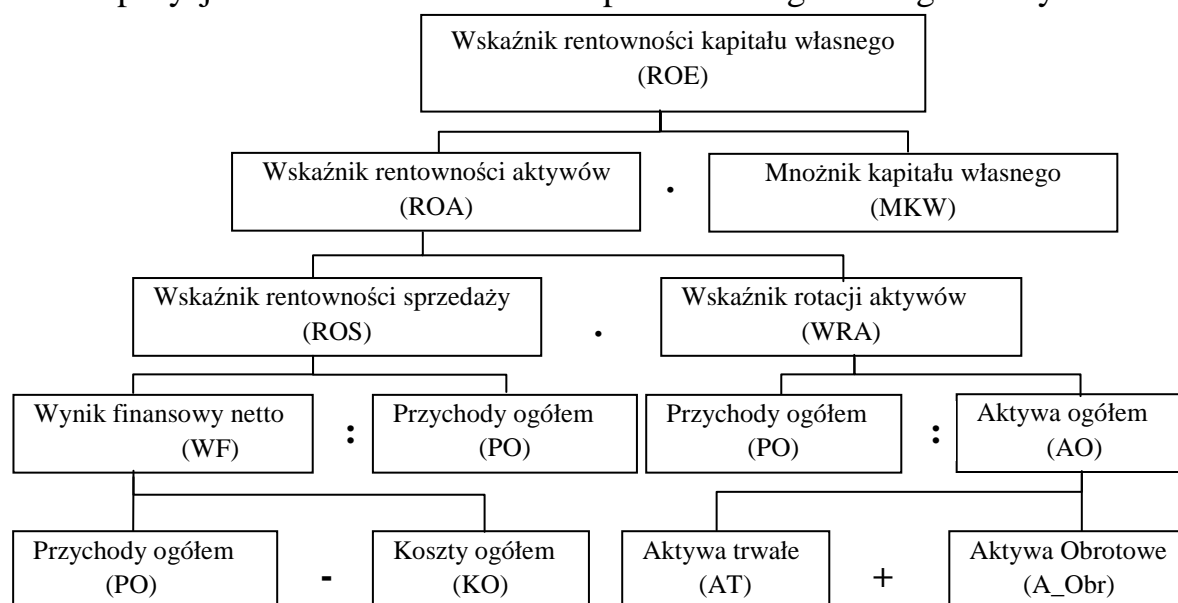 Wskaźnik rentowności kapitału własnego
(ROE)
Wskaźnik rentowności aktywów
(ROA)
.
Mnożnik kapitału własnego
(MKW)
Wskaźnik rentowności sprzedaży
(ROS)
.
Wskaźnik rotacji aktywów
(WRA)
Wynik finansowy netto
(WF)
:
Przychody ogółem
(PO)
Przychody ogółem
(PO)
:
Aktywa ogółem
(AO)
Przychody ogółem
(PO)
-
Koszty ogółem
(KO)
Aktywa trwałe
(AT)
+
Aktywa Obrotowe
(A_Obr)